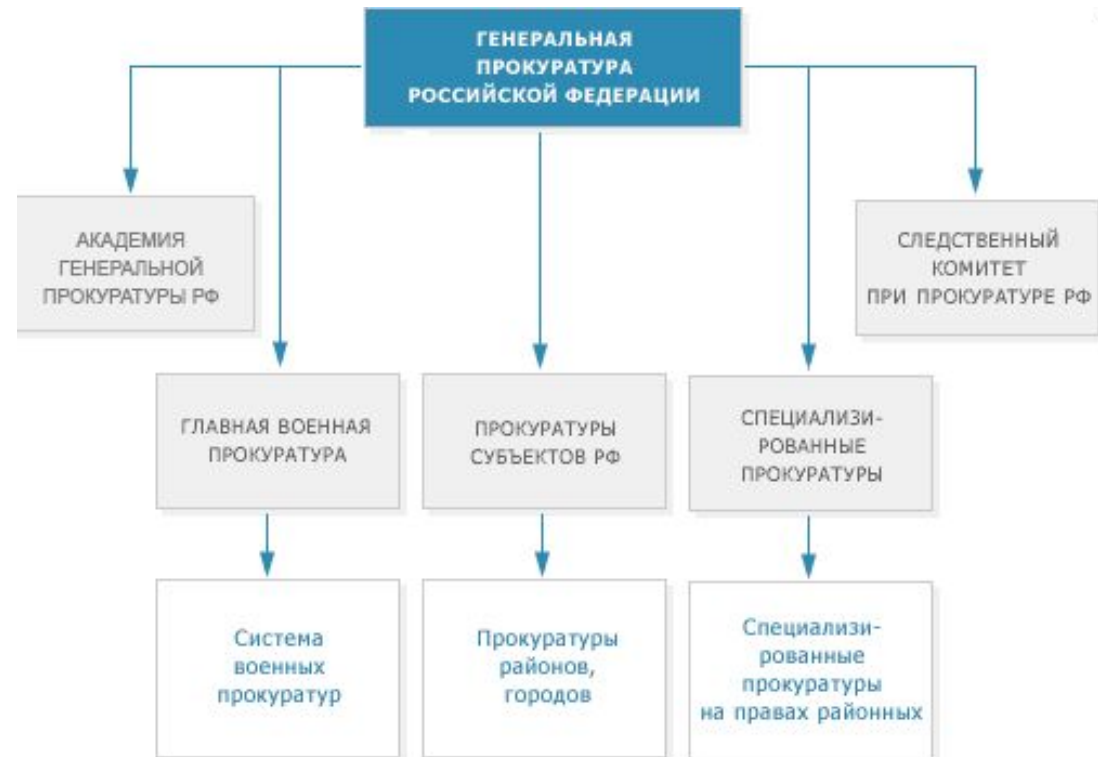 ГЕНЕРАЛЬНАЯ
ПРОКУРАТУРА
РОССИЙСКОЙ ФЕДЕРАЦИИ
АКАДЕМИЯ
ГЕНЕРАЛЬНОЙ
ПРОКУРАТУРЫ РФ
СЛЕДСТВЕННЫЙ
КОМИТЕТ
ПРИ ПРОКУРАТУРЕ РФ
ГЛАВНАЯ ВОЕННАЯ
ПРОКУРАТУРА
ПРОКУРАТУРЫ
СУБЪЕКТОВ РФ
СПЕЦИАЛИЗИ-
РОВАННЫЕ
ПРОКУРАТУРЫ
Система
военных
прокуратур
Прокуратуры
районов,
городов
Специализи-
рованные
прокуратуры
на правах районных